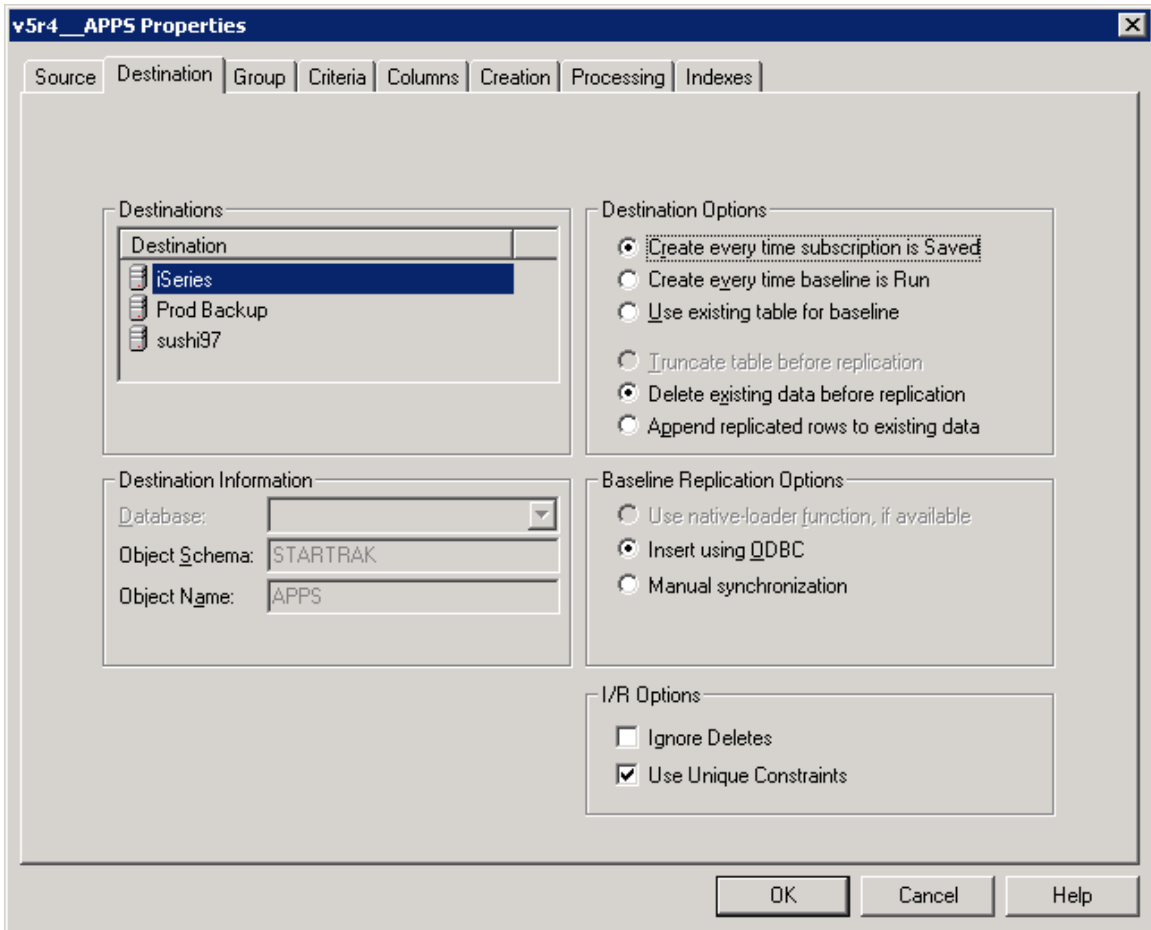 v5r4__APPS Properties
Source Destination Group Criteria Columns Creation Processing Indexes
Destinations
Destination
iSeries
Prod Backup
sushi97
Destination Options
Create every time subscription is Saved
Create every time baseline is Run
Use existing table for baseline
Truncate table before replication
Delete existing data before replication
Append replicated rows to existing data
Destination Information
Database:
Object Schema: STARTRAK
Object Name: APPS
Baseline Replication Options
Use native-loader function, if available
Insert using ODBC
Manual synchronization
I/R Options
Ignore Deletes
Use Unique Constraints
OK Cancel Help